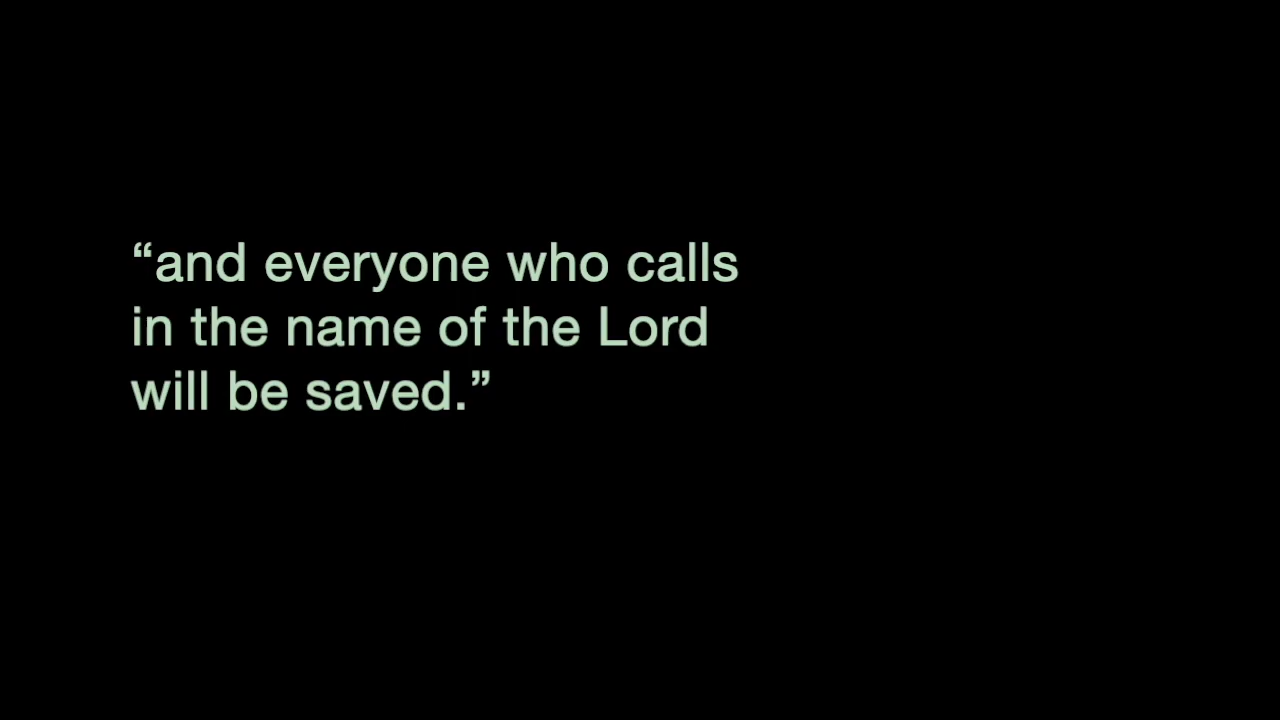 “and everyone who calls
in the name of the Lord
will be saved.”